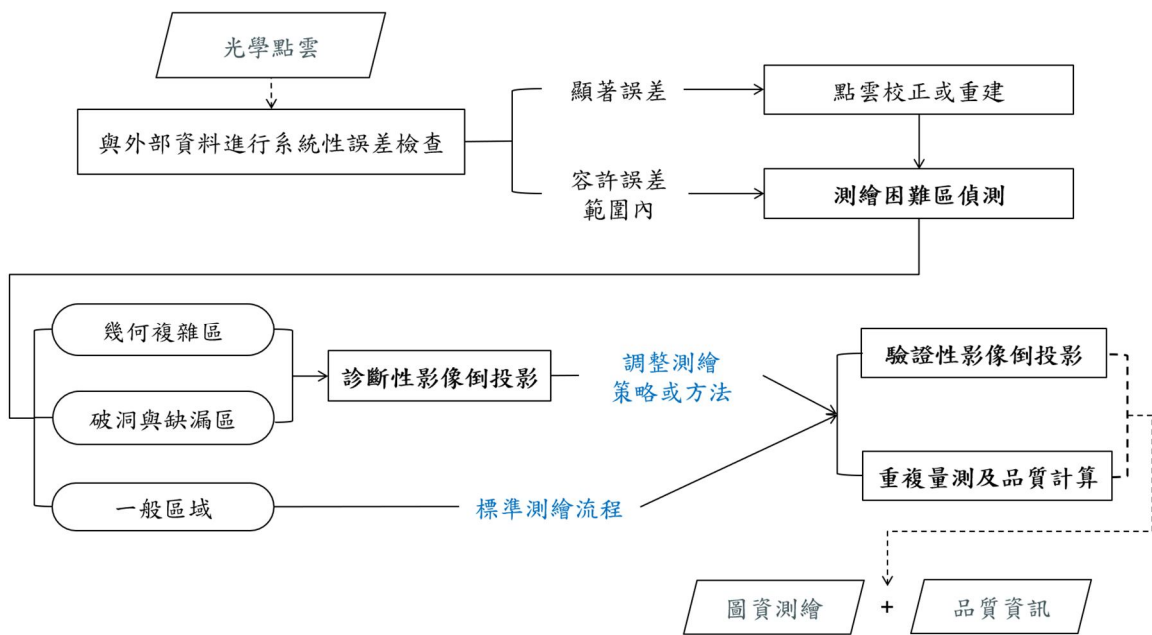 光學點雲
與外部資料進行系統性誤差檢查
顯著誤差
點雲校正或重建
容許誤差
範圍內
測繪困難區偵測
幾何複雜區
破洞與缺漏區
一般區域
診斷性影像倒投影
調整測繪
策略或方法
標準測繪流程
驗證性影像倒投影
重複量測及品質計算
圖資測繪
+
品質資訊